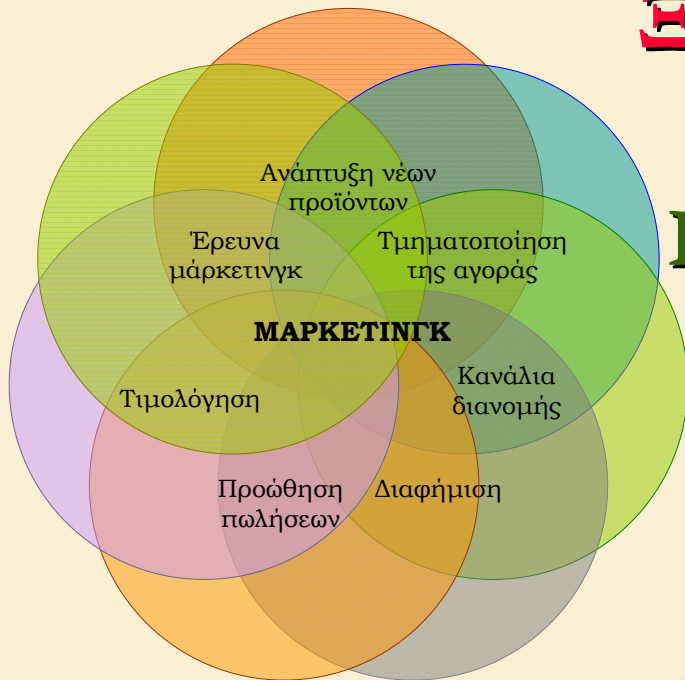 Ανάπτυξη νέων
προϊόντων
Έρευνα
μάρκετινγκ
Τμηματοποίηση
της αγοράς
ΜΑΡΚΕΤΙΝΓΚ
Τιμολόγηση
Κανάλια
διανομής
Προώθηση
πωλήσεων
Διαφήμιση